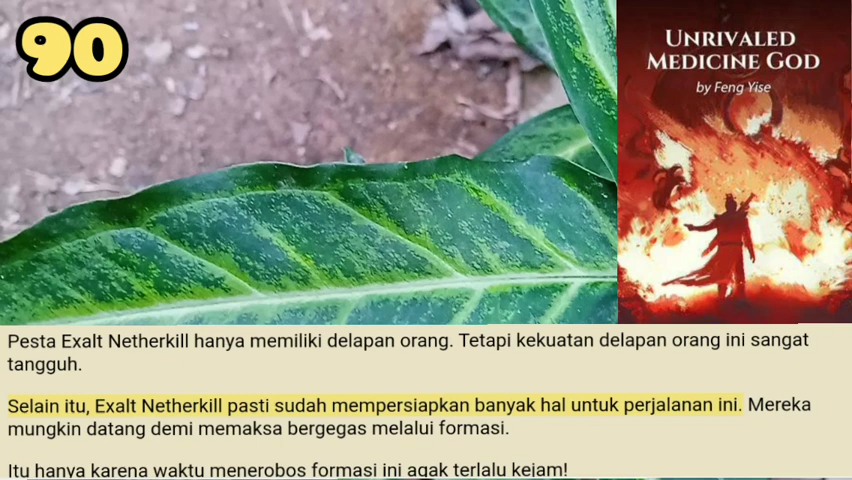 90
UNRIVALED
MEDICINE GOD
by Feng Yise
Pesta Exalt Netherkill hanya memiliki delapan orang. Tetapi kekuatan delapan orang ini sangat
tangguh.
Selain itu, Exalt Netherkill pasti sudah mempersiapkan banyak hal untuk perjalanan ini. Mereka
mungkin datang demi memaksa bergegas melalui formasi.
Itu hanya karena waktu menerobos formasi ini agak terlalu kejam!